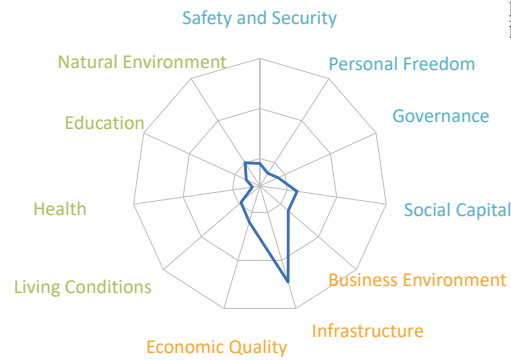 Safety and Security
Personal Freedom
Governance
Social Capital
Business Environment
Infrastructure
Economic Quality
Living Conditions
Health
Education
Natural Environment